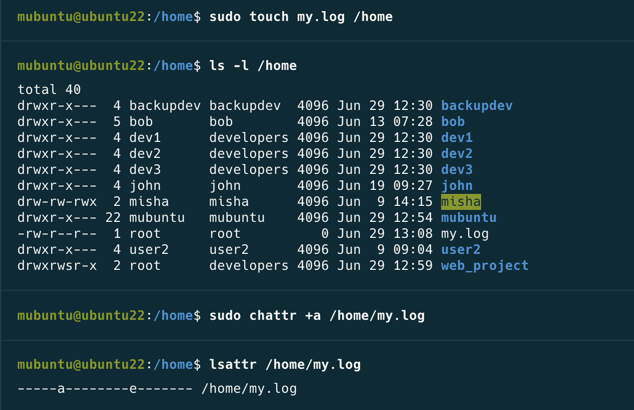 mubuntu@ubuntu22:/home$ sudo touch my.log /home
mubuntu@ubuntu22:/home$ ls -l /home
total 40
drwxr-x---  4 backupdev backupdev  4096 Jun 29 12:30 backupdev
drwxr-x---  5 bob       bob        4096 Jun 13 07:28 bob
drwxr-x---  4 dev1      developers 4096 Jun 29 12:30 dev1
drwxr-x---  4 dev2      developers 4096 Jun 29 12:30 dev2
drwxr-x---  4 dev3      developers 4096 Jun 29 12:30 dev3
drwxr-x---  4 john      john       4096 Jun 19 09:27 john
drw-rw-rwx  2 misha     misha      4096 Jun  9 14:15 misha
drwxr-x--- 22 mubuntu   mubuntu    4096 Jun 29 12:54 mubuntu
-rw-r--r--  1 root      root          0 Jun 29 13:08 my.log
drwxr-x---  4 user2     user2      4096 Jun  9 09:04 user2
drwxrwsr-x  2 root      developers 4096 Jun 29 12:59 web_project
mubuntu@ubuntu22:/home$ sudo chattr +a /home/my.log
mubuntu@ubuntu22:/home$ lsattr /home/my.log
-----a--------e------- /home/my.log